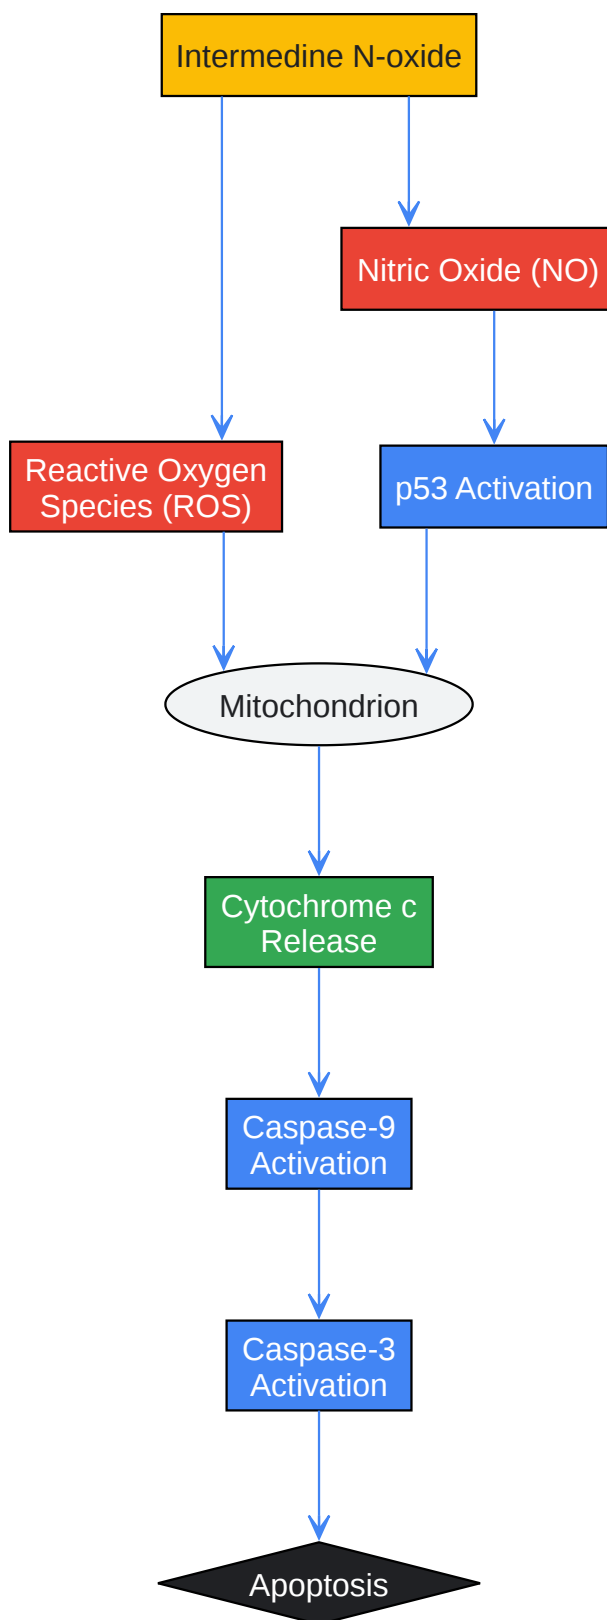 Intermedine N-oxide
Nitric Oxide (NO)
Reactive Oxygen
Species (ROS)
p53 Activation
Mitochondrion
Cytochrome c
Release
Caspase-9
Activation
Caspase-3
Activation
Apoptosis